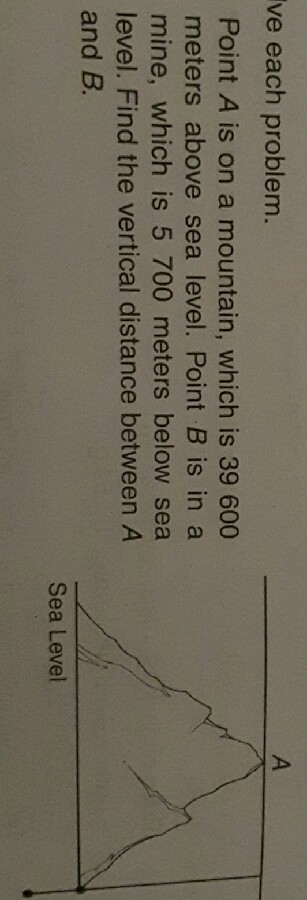 lve each problem.
Point A is on a mountain, which is 39 600
meters above sea level. Point B is in a
mine, which is 5 700 meters below sea
level. Find the vertical distance between A
and B.
A
Sea Level